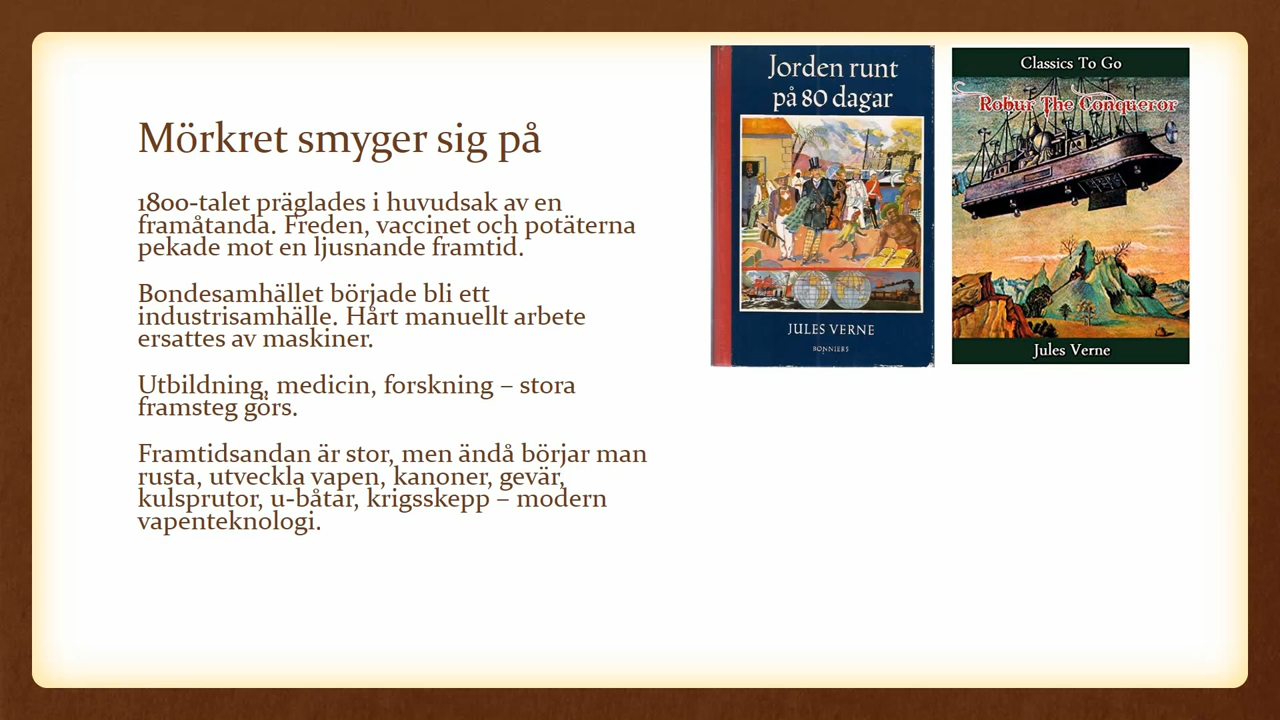 Mörkret smyger sig på
1800-talet präglades i huvudsak av en
framåtanda. Freden, vaccinet och potäterna
pekade mot en ljusnande framtid.
Bondesamhället började bli ett
industrisamhälle. Hårt manuellt arbete
ersattes av maskiner.
Utbildning, medicin, forskning – stora
framsteg görs.
Framtidsandan är stor, men ändå börjar man
rusta, utveckla vapen, kanoner, gevär,
kulsprutor, u-båtar, krigsskepp – modern
vapenteknologi.
Jorden runt
på 80 dagar
JULES VERNE
BONNIERS
Classics To Go
Robur The Conqueror
Jules Verne